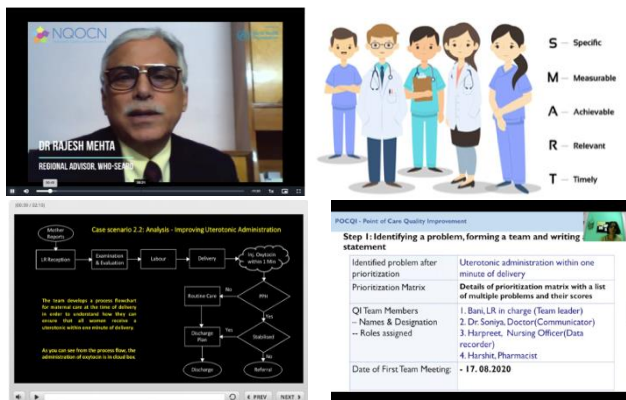 NQOCN
DR RAJESH MEHTA
REGIONAL ADVISOR, WHO-SEARO
1x
S — Specific
M — Measurable
A — Achievable
R — Relevant
T — Timely
Case scenario 2.2: Analysis - Improving Uterotonic Administration
Mother
Reports
LR Reception
Examination
& Evaluation
Labour
Delivery
Inj. Oxytocin
within 1 Min
No
Routine Care
PPH
Yes
Discharge
Plan
Yes
Stabilized
No
Discharge
Referral
The team develops a process flowchart
for maternal care at the time of delivery
in order to understand how they can
ensure that all women receive a
uterotonic within one minute of delivery
As you can see from the process flow, the
administration of oxytocin is in cloud box
PREV
NEXT
POCQI - Point of Care Quality Improvement
Step 1: Identifying a problem, forming a team and writing
statement
Identified problem after
prioritization
Uterotonic administration within one
minute of delivery
Prioritization Matrix
Details of prioritization matrix with a list
of multiple problems and their scores
QI Team Members
– Names & Designation
-- Roles assigned
1. Bani, LR in charge (Team leader)
2. Dr. Soniya, Doctor(Communicator)
3. Harpreet, Nursing Officer(Data
recorder)
4. Harshit, Pharmacist
Date of First Team Meeting:
- 17. 08.2020